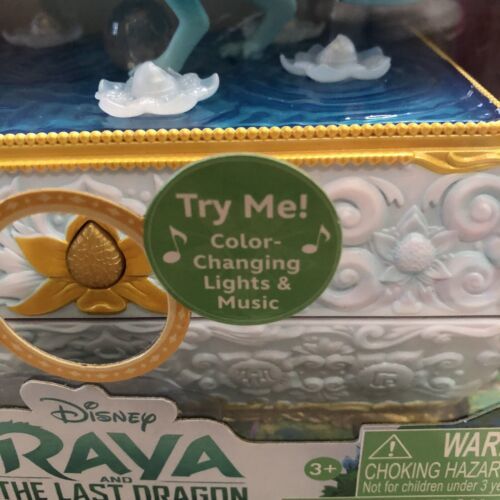 Try Me!
Color-
Changing
Lights &
Music
Disney
RAYA
AND
THE LAST DRAGON
3+
WAR
CHOKING HAZAR
Not for children under 3 y